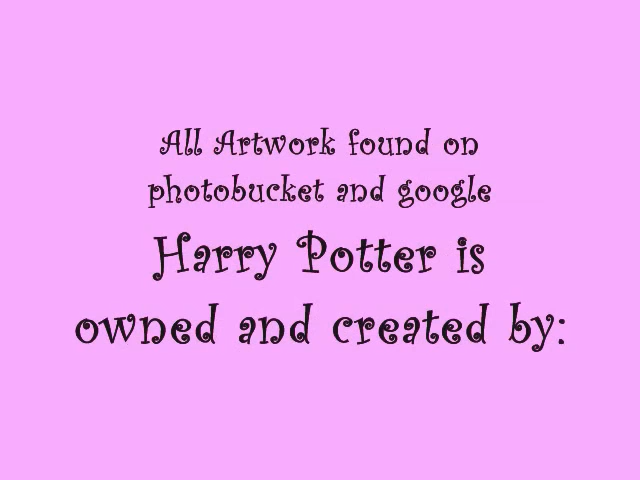 All Artwork found on
photobucket and google
Harry Potter is
owned and created by: